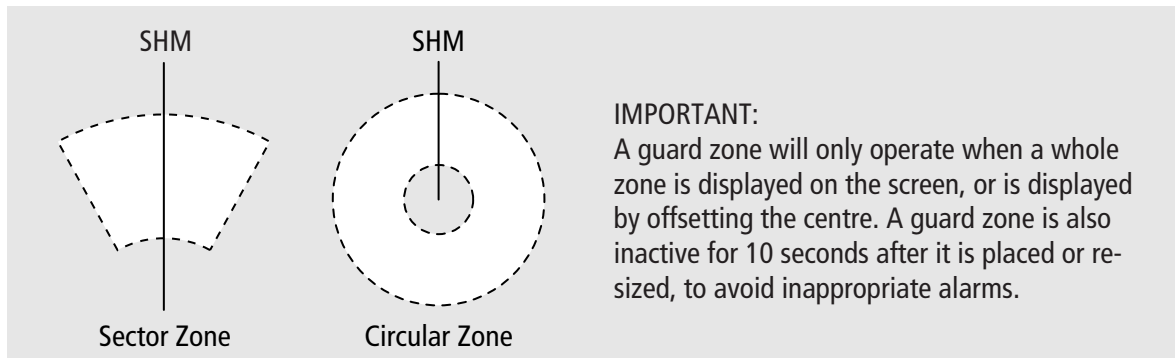 SHM
SHM
Sector Zone
Circular Zone
IMPORTANT:
A guard zone will only operate when a whole
zone is displayed on the screen, or is displayed
by offsetting the centre. A guard zone is also
inactive for 10 seconds after it is placed or re-
sized, to avoid inappropriate alarms.